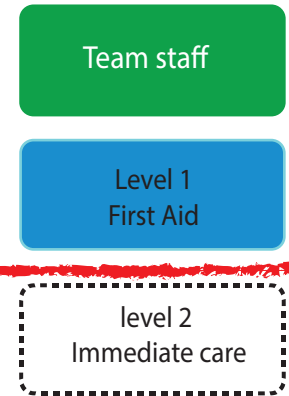 Team staff
Level 1
First Aid
level 2
Immediate care